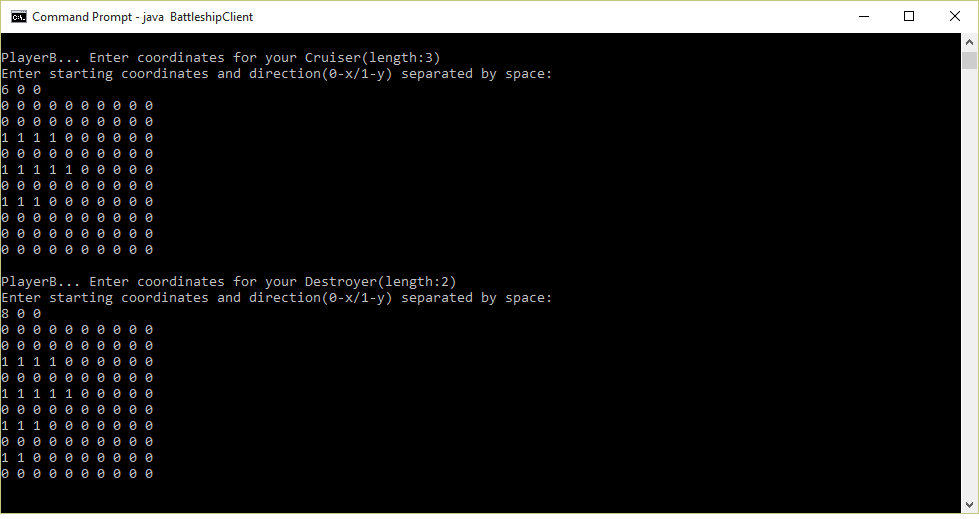 Command Prompt - java  BattleshipClient
PlayerB... Enter coordinates for your Cruiser(length:3)
Enter starting coordinates and direction(0-x/1-y) separated by space:
6 0 0
0 0 0 0 0 0 0 0 0 0
0 0 0 0 0 0 0 0 0 0
1 1 1 1 0 0 0 0 0 0
0 0 0 0 0 0 0 0 0 0
1 1 1 1 1 0 0 0 0 0
0 0 0 0 0 0 0 0 0 0
1 1 1 0 0 0 0 0 0 0
0 0 0 0 0 0 0 0 0 0
0 0 0 0 0 0 0 0 0 0
0 0 0 0 0 0 0 0 0 0
PlayerB... Enter coordinates for your Destroyer(length:2)
Enter starting coordinates and direction(0-x/1-y) separated by space:
8 0 0
0 0 0 0 0 0 0 0 0 0
0 0 0 0 0 0 0 0 0 0
1 1 1 1 0 0 0 0 0 0
0 0 0 0 0 0 0 0 0 0
1 1 1 1 1 0 0 0 0 0
0 0 0 0 0 0 0 0 0 0
1 1 1 0 0 0 0 0 0 0
0 0 0 0 0 0 0 0 0 0
1 1 0 0 0 0 0 0 0 0
0 0 0 0 0 0 0 0 0 0